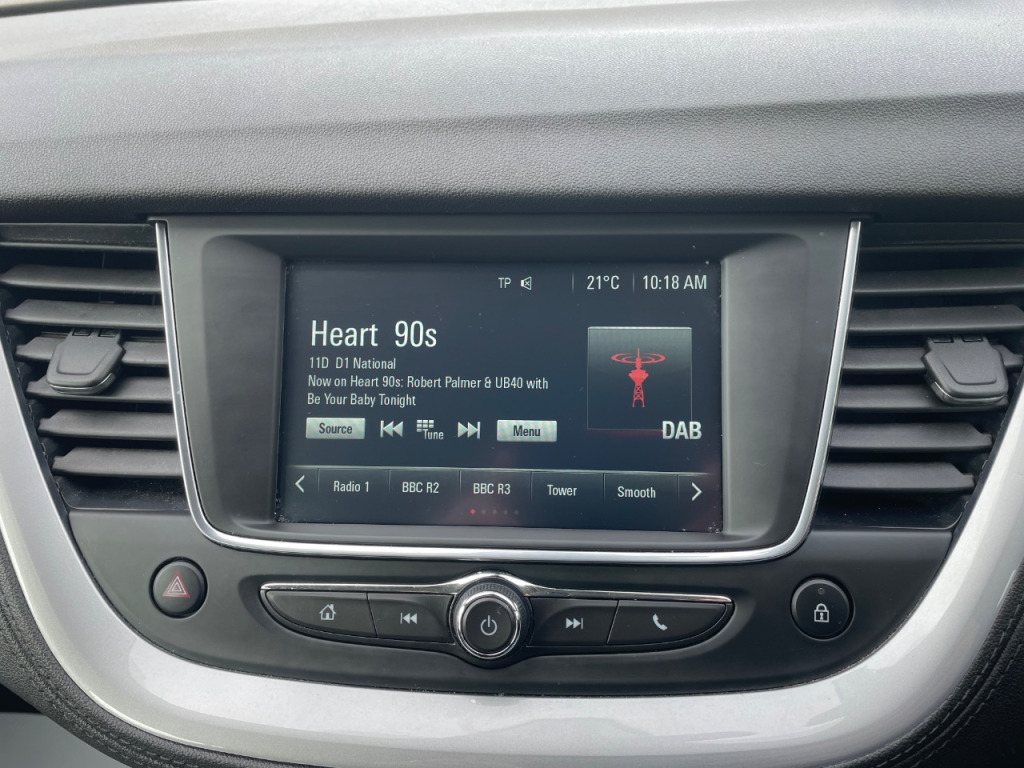 TP 21°C 10:18 AM
Heart 90s
11D D1 National
Now on Heart 90s: Robert Palmer & UB40 with
Be Your Baby Tonight
Source Tune Menu
DAB
Radio 1 BBC R2 BBC R3 Tower Smooth